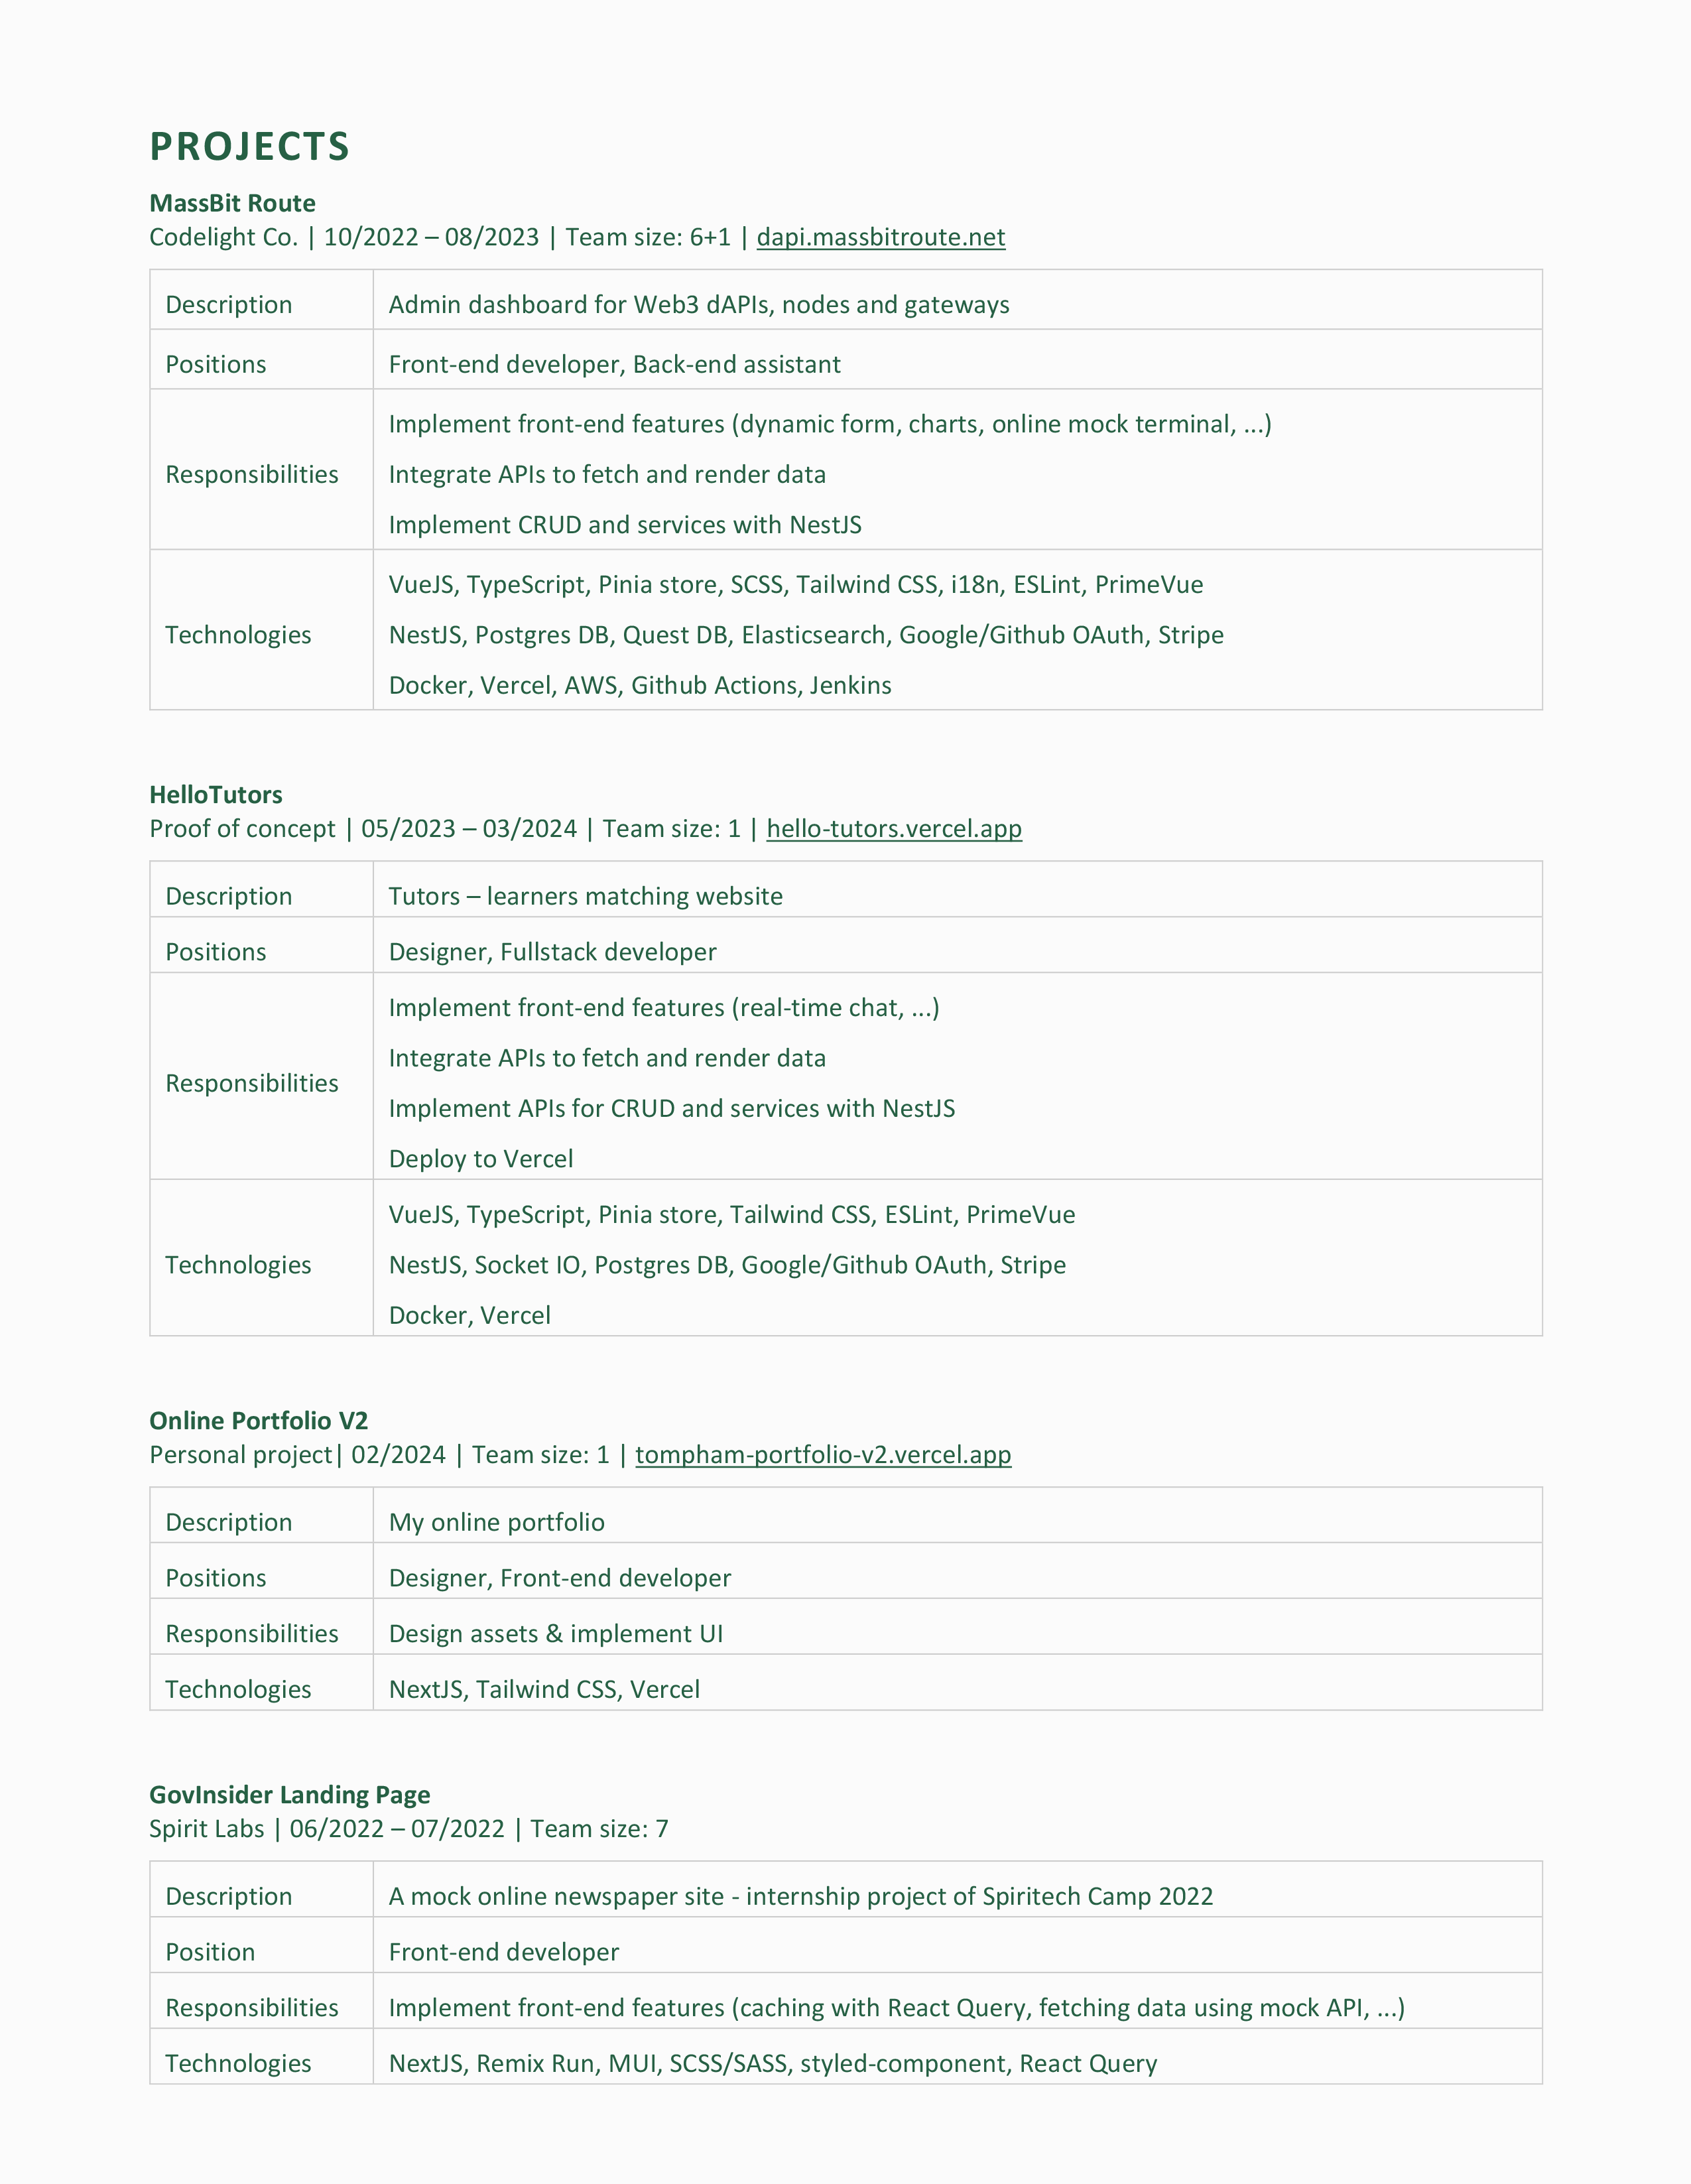 PROJECTS
MassBit Route
Codelight Co. | 10/2022 – 08/2023 | Team size: 6+1 | dapi.massbitroute.net
Description Admin dashboard for Web3 dAPIs, nodes and gateways
Positions Front-end developer, Back-end assistant
Implement front-end features (dynamic form, charts, online mock terminal, ...)
Responsibilities Integrate APIs to fetch and render data
Implement CRUD and services with NestJS
VueJS, TypeScript, Pinia store, SCSS, Tailwind CSS, i18n, ESLint, PrimeVue
Technologies NestJS, Postgres DB, Quest DB, Elasticsearch, Google/Github OAuth, Stripe
Docker, Vercel, AWS, Github Actions, Jenkins
HelloTutors
Proof of concept | 05/2023 – 03/2024 | Team size: 1 | hello-tutors.vercel.app
Description Tutors – learners matching website
Positions Designer, Fullstack developer
Responsibilities
Implement front-end features (real-time chat, ...)
Integrate APIs to fetch and render data
Implement APIs for CRUD and services with NestJS
Deploy to Vercel
VueJS, TypeScript, Pinia store, Tailwind CSS, ESLint, PrimeVue
Technologies NestJS, Socket IO, Postgres DB, Google/Github OAuth, Stripe
Docker, Vercel
Online Portfolio V2
Personal project| 02/2024 | Team size: 1 | tompham-portfolio-v2.vercel.app
Description My online portfolio
Positions Designer, Front-end developer
Responsibilities Design assets & implement UI
Technologies NextJS, Tailwind CSS, Vercel
GovInsider Landing Page
Spirit Labs | 06/2022 – 07/2022 | Team size: 7
Description A mock online newspaper site - internship project of Spiritech Camp 2022
Position Front-end developer
Responsibilities Implement front-end features (caching with React Query, fetching data using mock API, ...)
Technologies NextJS, Remix Run, MUI, SCSS/SASS, styled-component, React Query